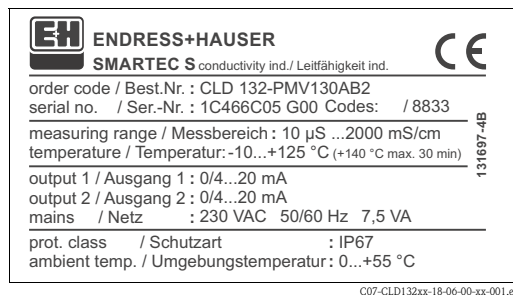 E+H
ENDRESS+HAUSER
SMARTEC S conductivity ind./ Leitfähigkeit ind.
CE
order code / Best.Nr. : CLD 132-PMV130AB2
serial no. / Ser.-Nr. : 1C466C05 G00 Codes: / 8833
measuring range / Messbereich : 10 µS ...2000 mS/cm
temperature / Temperatur:-10...+125 °C (+140 °C max. 30 min)
131697-4B
output 1 / Ausgang 1 : 0/4...20 mA
output 2 / Ausgang 2 : 0/4...20 mA
mains / Netz : 230 VAC 50/60 Hz 7,5 VA
prot. class / Schutzart : IP67
ambient temp. / Umgebungstemperatur : 0...+55 °C
C07-CLD132xx-18-06-00-xx-001.e